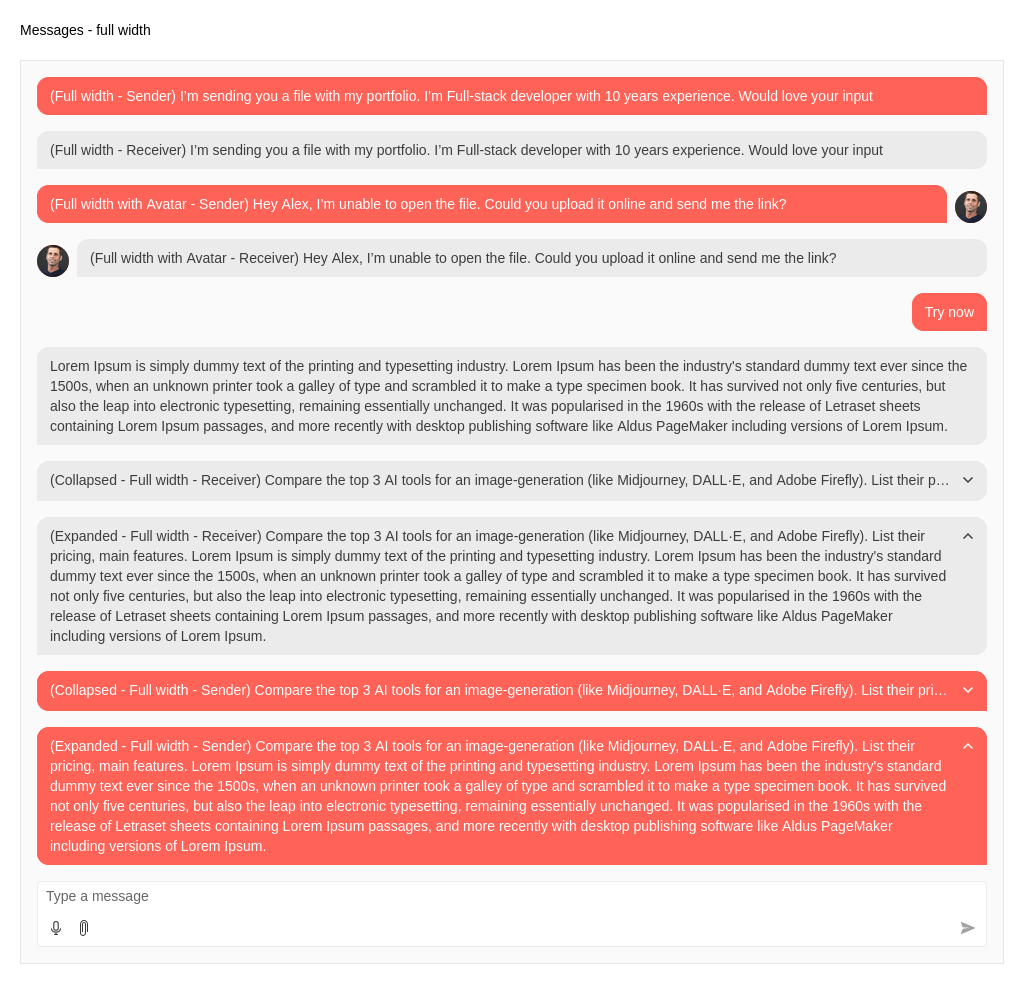 Messages - full width
(Full width - Sender) I’m sending you a file with my portfolio. I’m Full-stack developer with 10 years experience. Would love your input
(Full width - Receiver) I’m sending you a file with my portfolio. I’m Full-stack developer with 10 years experience. Would love your input
(Full width with Avatar - Sender) Hey Alex, I’m unable to open the file. Could you upload it online and send me the link?
(Full width with Avatar - Receiver) Hey Alex, I’m unable to open the file. Could you upload it online and send me the link?
Try now
Lorem Ipsum is simply dummy text of the printing and typesetting industry. Lorem Ipsum has been the industry's standard dummy text ever since the
1500s, when an unknown printer took a galley of type and scrambled it to make a type specimen book. It has survived not only five centuries, but
also the leap into electronic typesetting, remaining essentially unchanged. It was popularised in the 1960s with the release of Letraset sheets
containing Lorem Ipsum passages, and more recently with desktop publishing software like Aldus PageMaker including versions of Lorem Ipsum.
(Collapsed - Full width - Receiver) Compare the top 3 AI tools for an image-generation (like Midjourney, DALL·E, and Adobe Firefly). List their p…
(Expanded - Full width - Receiver) Compare the top 3 AI tools for an image-generation (like Midjourney, DALL·E, and Adobe Firefly). List their
pricing, main features. Lorem Ipsum is simply dummy text of the printing and typesetting industry. Lorem Ipsum has been the industry's standard
dummy text ever since the 1500s, when an unknown printer took a galley of type and scrambled it to make a type specimen book. It has survived
not only five centuries, but also the leap into electronic typesetting, remaining essentially unchanged. It was popularised in the 1960s with the
release of Letraset sheets containing Lorem Ipsum passages, and more recently with desktop publishing software like Aldus PageMaker
including versions of Lorem Ipsum.
(Collapsed - Full width - Sender) Compare the top 3 AI tools for an image-generation (like Midjourney, DALL·E, and Adobe Firefly). List their pri…
(Expanded - Full width - Sender) Compare the top 3 AI tools for an image-generation (like Midjourney, DALL·E, and Adobe Firefly). List their
pricing, main features. Lorem Ipsum is simply dummy text of the printing and typesetting industry. Lorem Ipsum has been the industry's standard
dummy text ever since the 1500s, when an unknown printer took a galley of type and scrambled it to make a type specimen book. It has survived
not only five centuries, but also the leap into electronic typesetting, remaining essentially unchanged. It was popularised in the 1960s with the
release of Letraset sheets containing Lorem Ipsum passages, and more recently with desktop publishing software like Aldus PageMaker
including versions of Lorem Ipsum.
Type a message